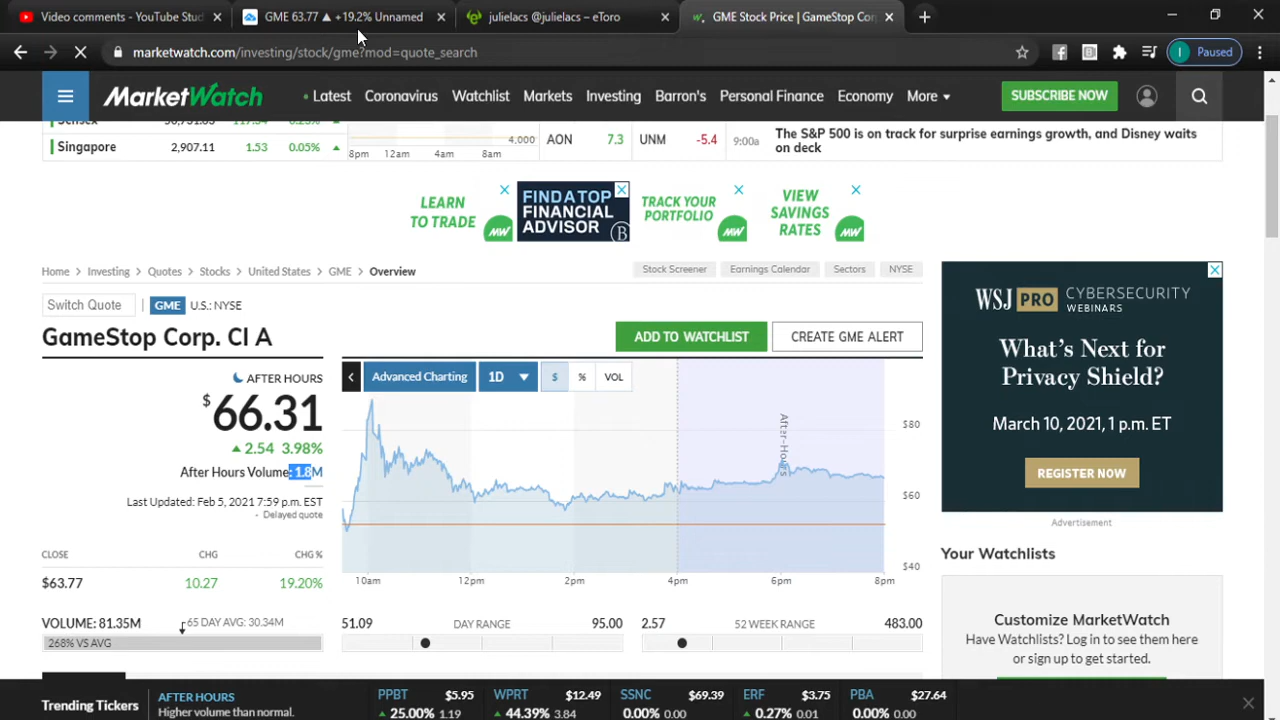 Video comments - YouTube Stud
GME 63.77 ▲ +19.2% Unnamed
julielacs @julielacs – eToro
GME Stock Price | GameStop Corp
marketwatch.com/investing/stock/gme?mod=quote_search
Paused
MarketWatch
Latest Coronavirus Watchlist Markets Investing Barron's Personal Finance Economy More
SUBSCRIBE NOW
Singapore 2,907.11 1.53 0.05%
4,000
8pm 12am 4am 8am
AON 7.3
UNM -5.4
9:00a
The S&P 500 is on track for surprise earnings growth, and Disney waits
on deck
LEARN
TO TRADE
FIND A TOP
FINANCIAL
ADVISOR
TRACK YOUR
PORTFOLIO
VIEW
SAVINGS
RATES
Home > Investing > Quotes > Stocks > United States > GME > Overview
Stock Screener Earnings Calendar Sectors NYSE
Switch Quote | GME U.S.: NYSE
GameStop Corp. Cl A
ADD TO WATCHLIST
CREATE GME ALERT
AFTER HOURS
$66.31
2.54 3.98%
After Hours Volume: 1.8M
Last Updated: Feb 5, 2021 7:59 p.m. EST
- Delayed quote
CLOSE CHG CHG %
$63.77 10.27 19.20%
VOLUME: 81.35M
65 DAY AVG: 30.34M
268% VS AVG
Advanced Charting 1D $ % VOL
After-Hours
$80
$60
$40
10am 12pm 2pm 4pm 6pm 8pm
51.09 DAY RANGE 95.00
2.57 52 WEEK RANGE 483.00
WSJ PRO CYBERSECURITY
WEBINARS
What's Next for
Privacy Shield?
March 10, 2021, 1 p.m. ET
REGISTER NOW
Advertisement
Your Watchlists
Customize MarketWatch
Have Watchlists? Log in to see them here
or sign up to get started.
Trending Tickers
AFTER HOURS
Higher volume than normal.
PPBT $5.95
25.00% 1.19
WPRT $12.49
44.39% 3.84
SSNC $69.39
0.00% 0.00
ERF $3.75
0.27% 0.01
PBA $27.64
0.00% 0.00